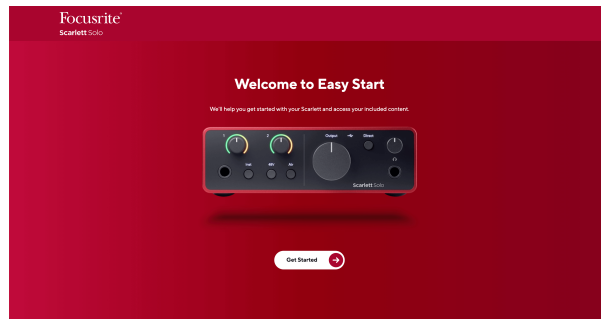 Focusrite®
Scarlett Solo
Welcome to Easy Start
We'll help you get started with your Scarlett and access your included content.
1 2 Output Direct
Inst 48V Air
Scarlett Solo
Get Started